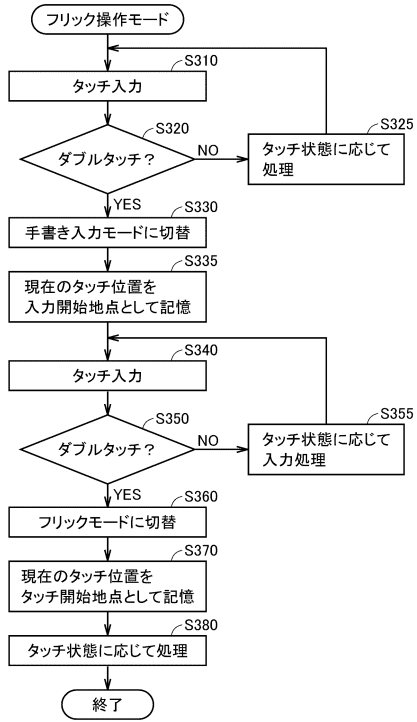 フリック操作モード
S310
タッチ入力
S320
ダブルタッチ？
NO
S325
タッチ状態に応じて
処理
YES
S330
手書き入力モードに切替
S335
現在のタッチ位置を
入力開始地点として記憶
S340
タッチ入力
S350
ダブルタッチ？
NO
S355
タッチ状態に応じて
入力処理
YES
S360
フリックモードに切替
S370
現在のタッチ位置を
タッチ開始地点として記憶
S380
タッチ状態に応じて処理
終了